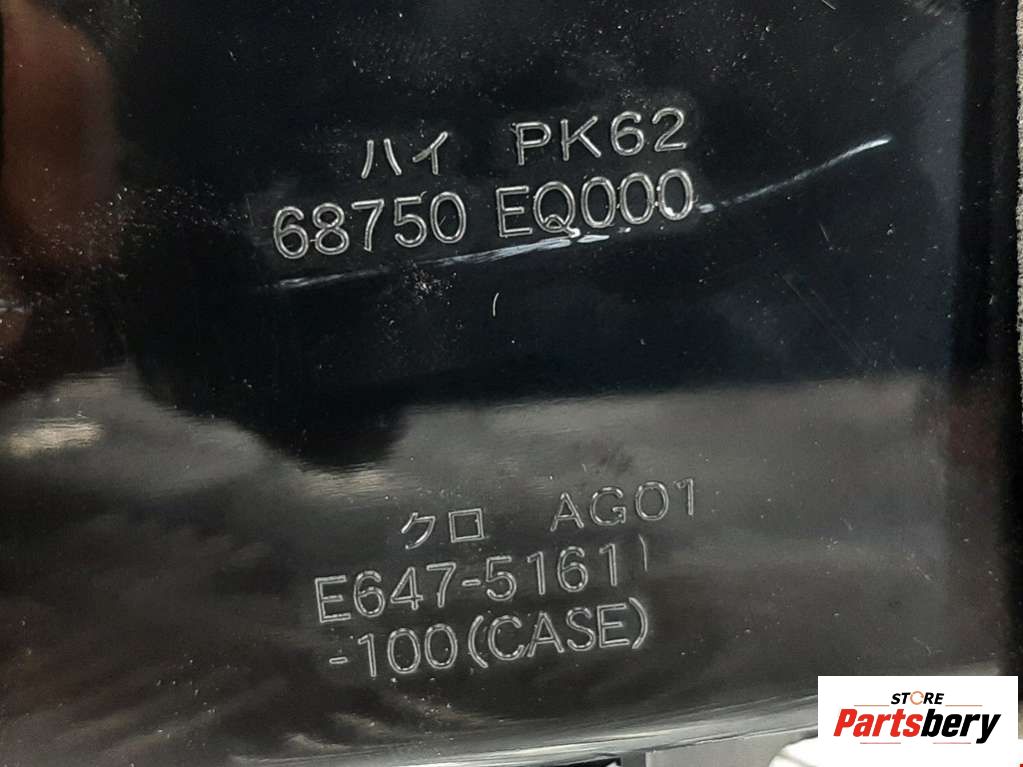 ハイ PK62
68750 EQ000
クロ AG01
E647-5161
-100(CASE)
STORE
Partsbery